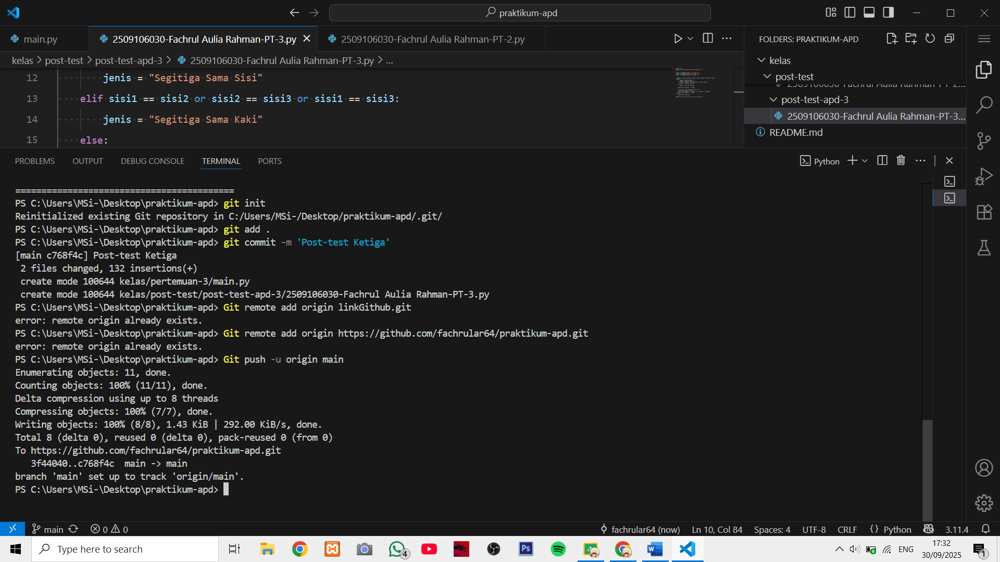 praktikum-apd
main.py
2509106030-Fachrul Aulia Rahman-PT-3.py
2509106030-Fachrul Aulia Rahman-PT-2.py
FOLDERS: PRAKTIKUM-APD
kelas > post-test > post-test-apd-3 > 2509106030-Fachrul Aulia Rahman-PT-3.py > ...
12 jenis = "Segitiga Sama Sisi"
13 elif sisi1 == sisi2 or sisi2 == sisi3 or sisi1 == sisi3:
14 jenis = "Segitiga Sama Kaki"
15 else:
kelas
post-test
post-test-apd-3
2509106030-Fachrul Aulia Rahman-PT-3...
README.md
PROBLEMS OUTPUT DEBUG CONSOLE TERMINAL PORTS
Python
==========================================
PS C:\Users\MSi-\Desktop\praktikum-apd> git init
Reinitialized existing Git repository in C:/Users/MSi-/Desktop/praktikum-apd/.git/
PS C:\Users\MSi-\Desktop\praktikum-apd> git add .
PS C:\Users\MSi-\Desktop\praktikum-apd> git commit -m 'Post-test Ketiga'
[main c768f4c] Post-test Ketiga
2 files changed, 132 insertions(+)
create mode 100644 kelas/pertemuan-3/main.py
create mode 100644 kelas/post-test/post-test-apd-3/2509106030-Fachrul Aulia Rahman-PT-3.py
PS C:\Users\MSi-\Desktop\praktikum-apd> Git remote add origin linkGithub.git
error: remote origin already exists.
PS C:\Users\MSi-\Desktop\praktikum-apd> Git remote add origin https://github.com/fachrular64/praktikum-apd.git
error: remote origin already exists.
PS C:\Users\MSi-\Desktop\praktikum-apd> Git push -u origin main
Enumerating objects: 11, done.
Counting objects: 100% (11/11), done.
Delta compression using up to 8 threads
Compressing objects: 100% (7/7), done.
Writing objects: 100% (8/8), 1.43 KiB | 292.00 KiB/s, done.
Total 8 (delta 0), reused 0 (delta 0), pack-reused 0 (from 0)
To https://github.com/fachrular64/praktikum-apd.git
3f44040..c768f4c main -> main
branch 'main' set up to track 'origin/main'.
PS C:\Users\MSi-\Desktop\praktikum-apd>
main 0 0 fachrular64 (now) Ln 10, Col 84 Spaces: 4 UTF-8 CRLF {} Python 3.11.4
Type here to search
4
Ps
W
ENG
17:32
30/09/2025
1